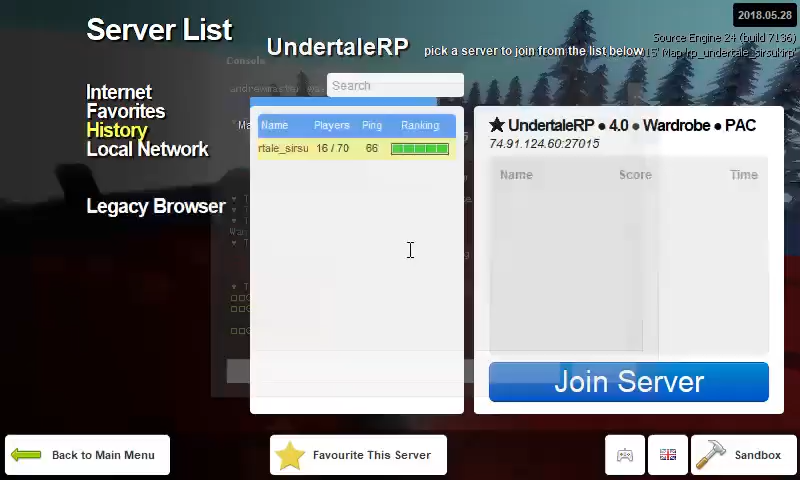 2018.05.28
Server List
UndertaleRP
pick a server to join from the list below
Source Engine 24 (build 7136)
Map 'rp_undertale_sirsukirp'
Console
Search
Internet
Favorites
History
Local Network
Legacy Browser
Name Players Ping Ranking
rtale_sirsu 16 / 70 66
UndertaleRP ● 4.0 ● Wardrobe ● PAC
74.91.124.60:27015
Name Score Time
Join Server
Back to Main Menu
Favourite This Server
Sandbox